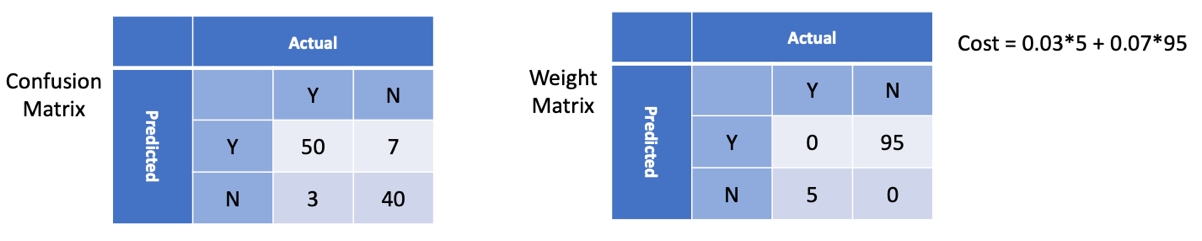 Confusion
Matrix
Actual
Predicted
Y N
Y 50 7
N 3 40
Weight
Matrix
Actual
Predicted
Y N
Y 0 95
N 5 0
Cost = 0.03*5 + 0.07*95